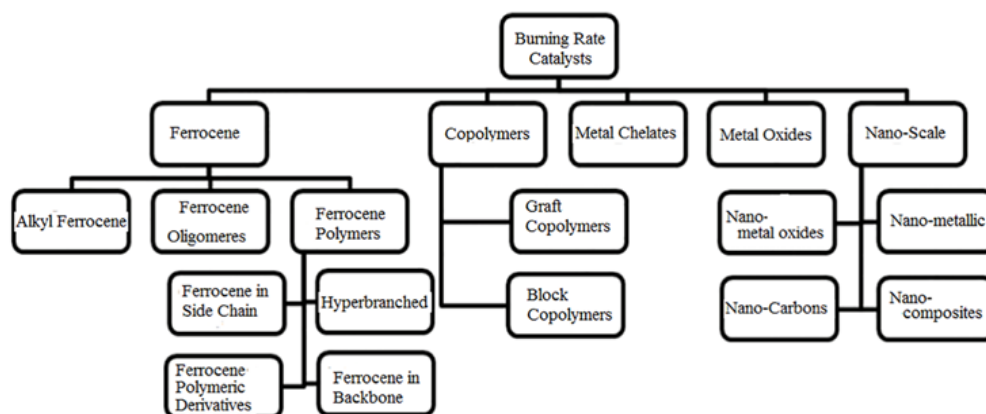 Burning Rate
Catalysts
Ferrocene
Copolymers
Metal Chelates
Metal Oxides
Nano-Scale
Alkyl Ferrocene
Ferrocene
Oligomeres
Ferrocene
Polymers
Graft
Copolymers
Nano-
metal oxides
Nano-metallic
Ferrocene in
Side Chain
Hyperbranched
Block
Copolymers
Nano-Carbons
Nano-
composites
Ferrocene
Polymeric
Derivatives
Ferrocene in
Backbone